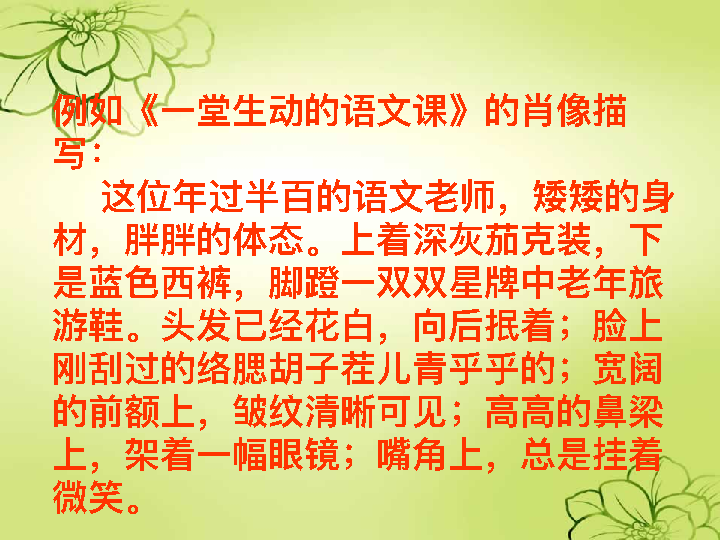 例如《一堂生动的语文课》的肖像描
写：
这位年过半百的语文老师，矮矮的身
材，胖胖的体态。上着深灰茄克装，下
是蓝色西裤，脚蹬一双双星牌中老年旅
游鞋。头发已经花白，向后抿着；脸上
刚刮过的络腮胡子茬儿青乎乎的；宽阔
的前额上，皱纹清晰可见；高高的鼻梁
上，架着一幅眼镜；嘴角上，总是挂着
微笑。